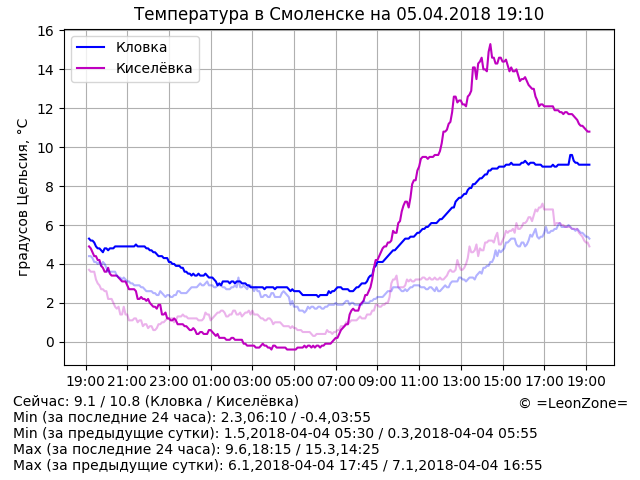 Температура в Смоленске на 05.04.2018 19:10
Кловка
Киселёвка
градусов Цельсия, °C
16
14
12
10
8
6
4
2
0
19:00 21:00 23:00 01:00 03:00 05:00 07:00 09:00 11:00 13:00 15:00 17:00 19:00
Сейчас: 9.1 / 10.8 (Кловка / Киселёвка)
© =LeonZone=
Min (за последние 24 часа): 2.3,06:10 / -0.4,03:55
Min (за предыдущие сутки): 1.5,2018-04-04 05:30 / 0.3,2018-04-04 05:55
Max (за последние 24 часа): 9.6,18:15 / 15.3,14:25
Max (за предыдущие сутки): 6.1,2018-04-04 17:45 / 7.1,2018-04-04 16:55